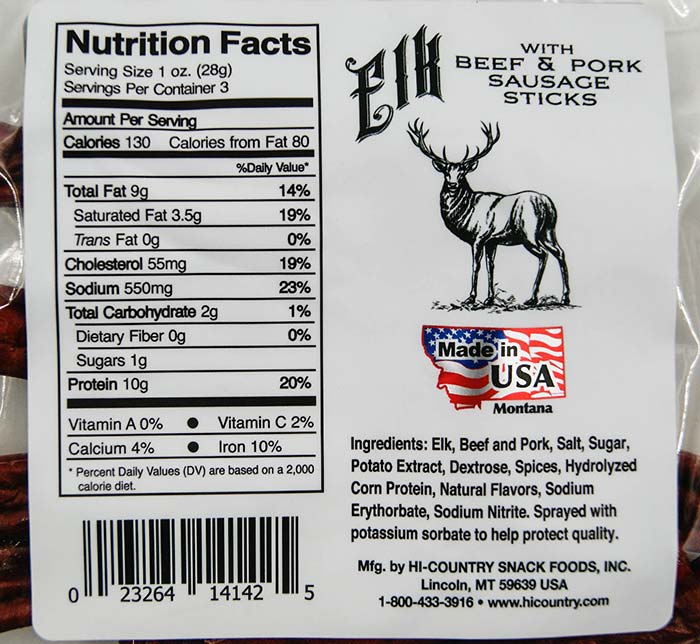 Nutrition Facts
Serving Size 1 oz. (28g)
Servings Per Container 3
Amount Per Serving
Calories 130 Calories from Fat 80
%Daily Value*
Total Fat 9g 14%
Saturated Fat 3.5g 19%
Trans Fat 0g 0%
Cholesterol 55mg 19%
Sodium 550mg 23%
Total Carbohydrate 2g 1%
Dietary Fiber 0g 0%
Sugars 1g
Protein 10g 20%
Vitamin A 0% ● Vitamin C 2%
Calcium 4% ● Iron 10%
* Percent Daily Values (DV) are based on a 2,000
calorie diet.
0 23264 14142 5
Elk
WITH
BEEF & PORK
SAUSAGE
STICKS
Made in
USA
Montana
Ingredients: Elk, Beef and Pork, Salt, Sugar,
Potato Extract, Dextrose, Spices, Hydrolyzed
Corn Protein, Natural Flavors, Sodium
Erythorbate, Sodium Nitrite. Sprayed with
potassium sorbate to help protect quality.
Mfg. by HI-COUNTRY SNACK FOODS, INC.
Lincoln, MT 59639 USA
1-800-433-3916 • www.hicountry.com